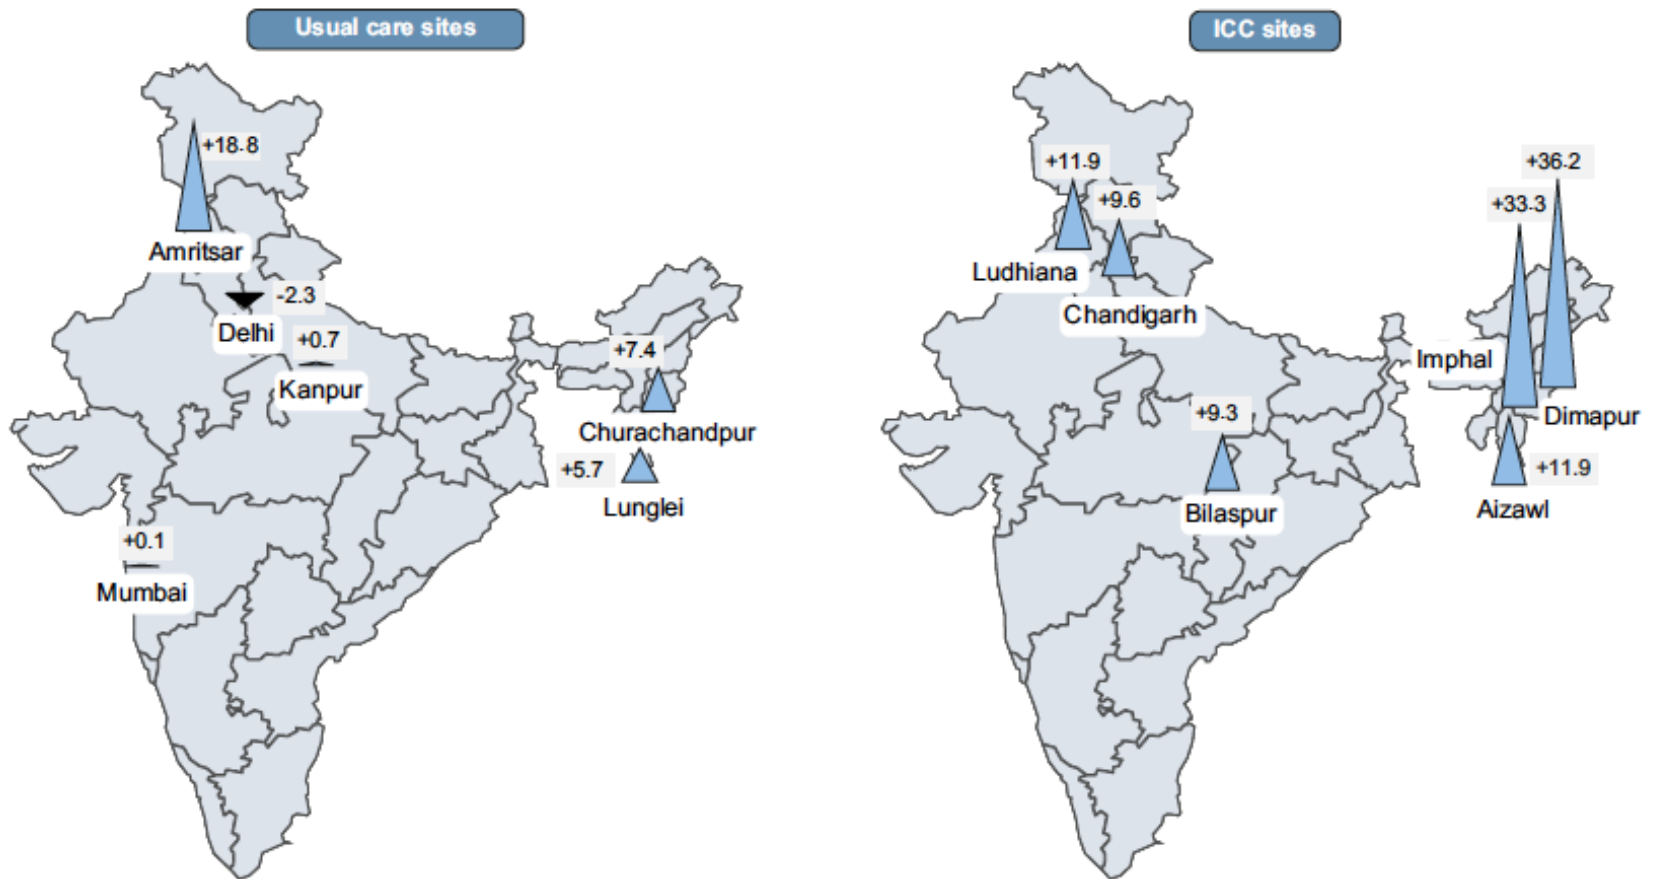 Usual care sites
+18.8
Amritsar
-2.3
Delhi
+0.7
Kanpur
+7.4
Churachandpur
+5.7
Lunglei
+0.1
Mumbai
ICC sites
+11.9
Ludhiana
+9.6
Chandigarh
+36.2
+33.3
Imphal
Dimapur
+9.3
Bilaspur
+11.9
Aizawl